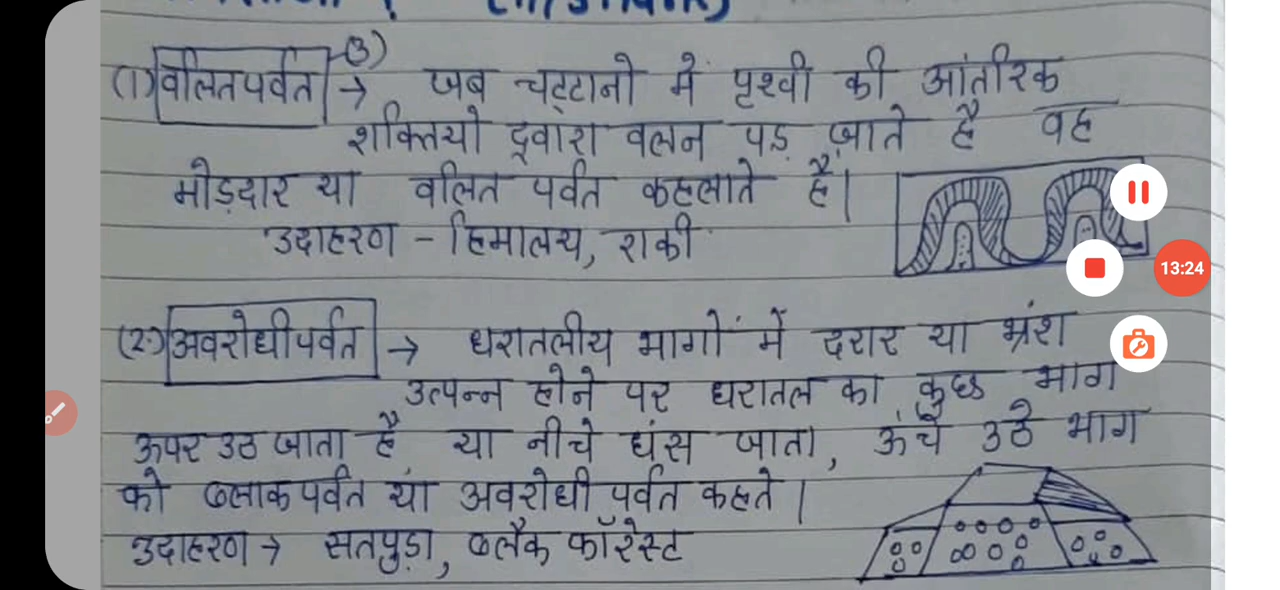 (3)
(1) वलित पर्वत → जब चट्टानो में पृथ्वी की आंतरिक
शक्तियो द्वारा वलन पड़ जाते है वह
मोड़दार या वलित पर्वत कहलाते हैं।
उदाहरण - हिमालय, राकी
(2) अवरोधी पर्वत → धरातलीय भागों में दरार या भ्रंश
उत्पन्न होने पर धरातल का कुछ भाग
ऊपर उठ जाता है या नीचे धंस जाता, ऊंचे उठे भाग
को ब्लाक पर्वत या अवरोधी पर्वत कहते।
उदाहरण → सतपुड़ा, ब्लैक फॉरेस्ट
13:24